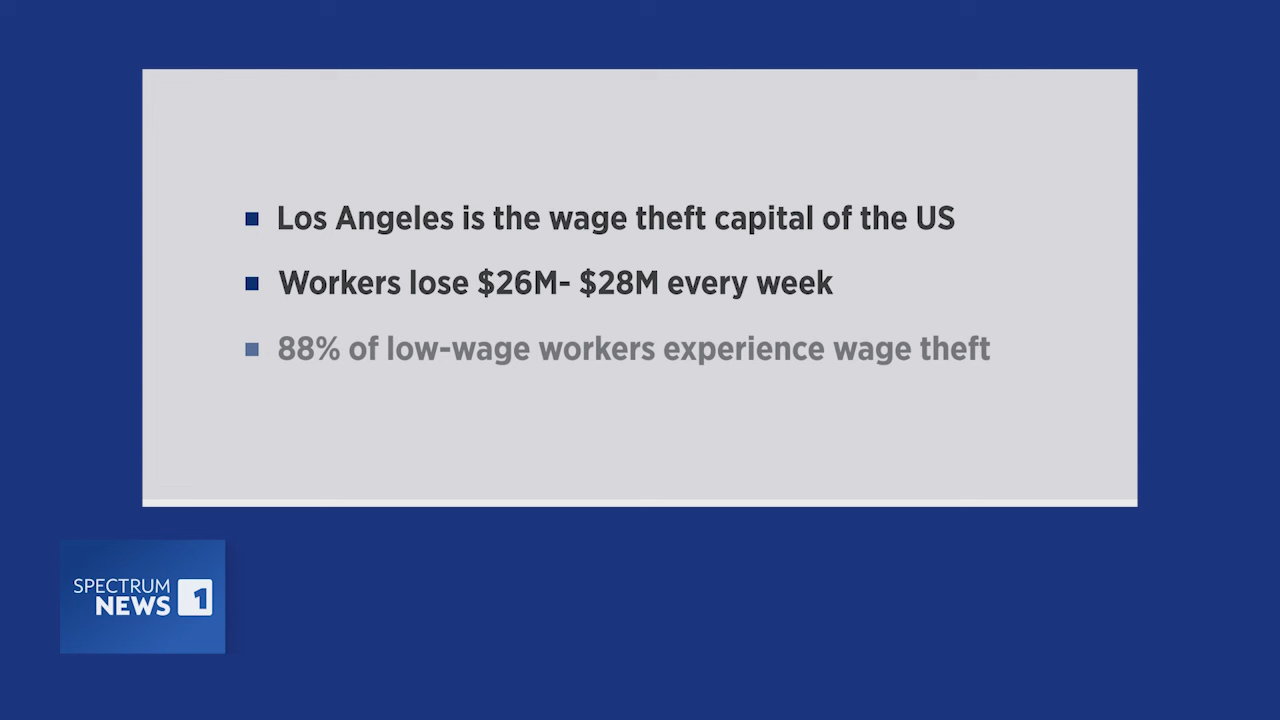 Los Angeles is the wage theft capital of the US
Workers lose $26M- $28M every week
88% of low-wage workers experience wage theft
SPECTRUM
NEWS 1